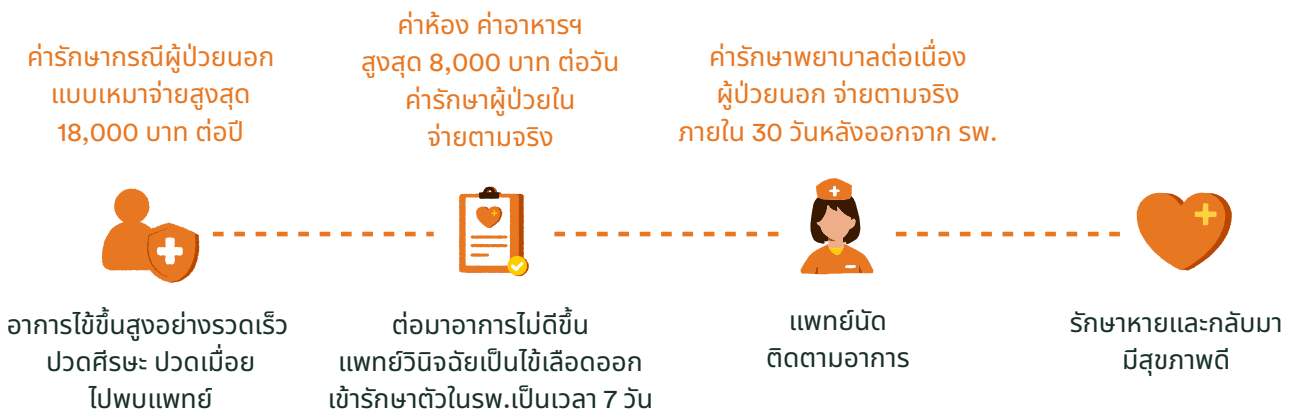 ค่ารักษากรณีผู้ป่วยนอก
แบบเหมาจ่ายสูงสุด
18,000 บาท ต่อปี
ค่าห้อง ค่าอาหารฯ
สูงสุด 8,000 บาท ต่อวัน
ค่ารักษาผู้ป่วยใน
จ่ายตามจริง
ค่ารักษาพยาบาลต่อเนื่อง
ผู้ป่วยนอก จ่ายตามจริง
ภายใน 30 วันหลังออกจาก รพ.
อาการไข้ขึ้นสูงอย่างรวดเร็ว
ปวดศีรษะ ปวดเมื่อย
ไปพบแพทย์
ต่อมาอาการไม่ดีขึ้น
แพทย์วินิจฉัยเป็นไข้เลือดออก
เข้ารักษาตัวในรพ.เป็นเวลา 7 วัน
แพทย์นัด
ติดตามอาการ
รักษาหายและกลับมา
มีสุขภาพดี